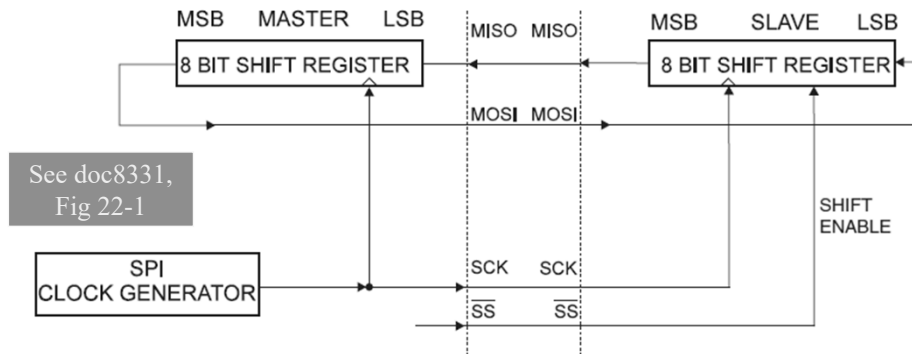 MSB MASTER LSB
MISO MISO
MSB SLAVE LSB
8 BIT SHIFT REGISTER
8 BIT SHIFT REGISTER
MOSI MOSI
See doc8331,
Fig 22-1
SHIFT
ENABLE
SPI
CLOCK GENERATOR
SCK SCK
SS SS